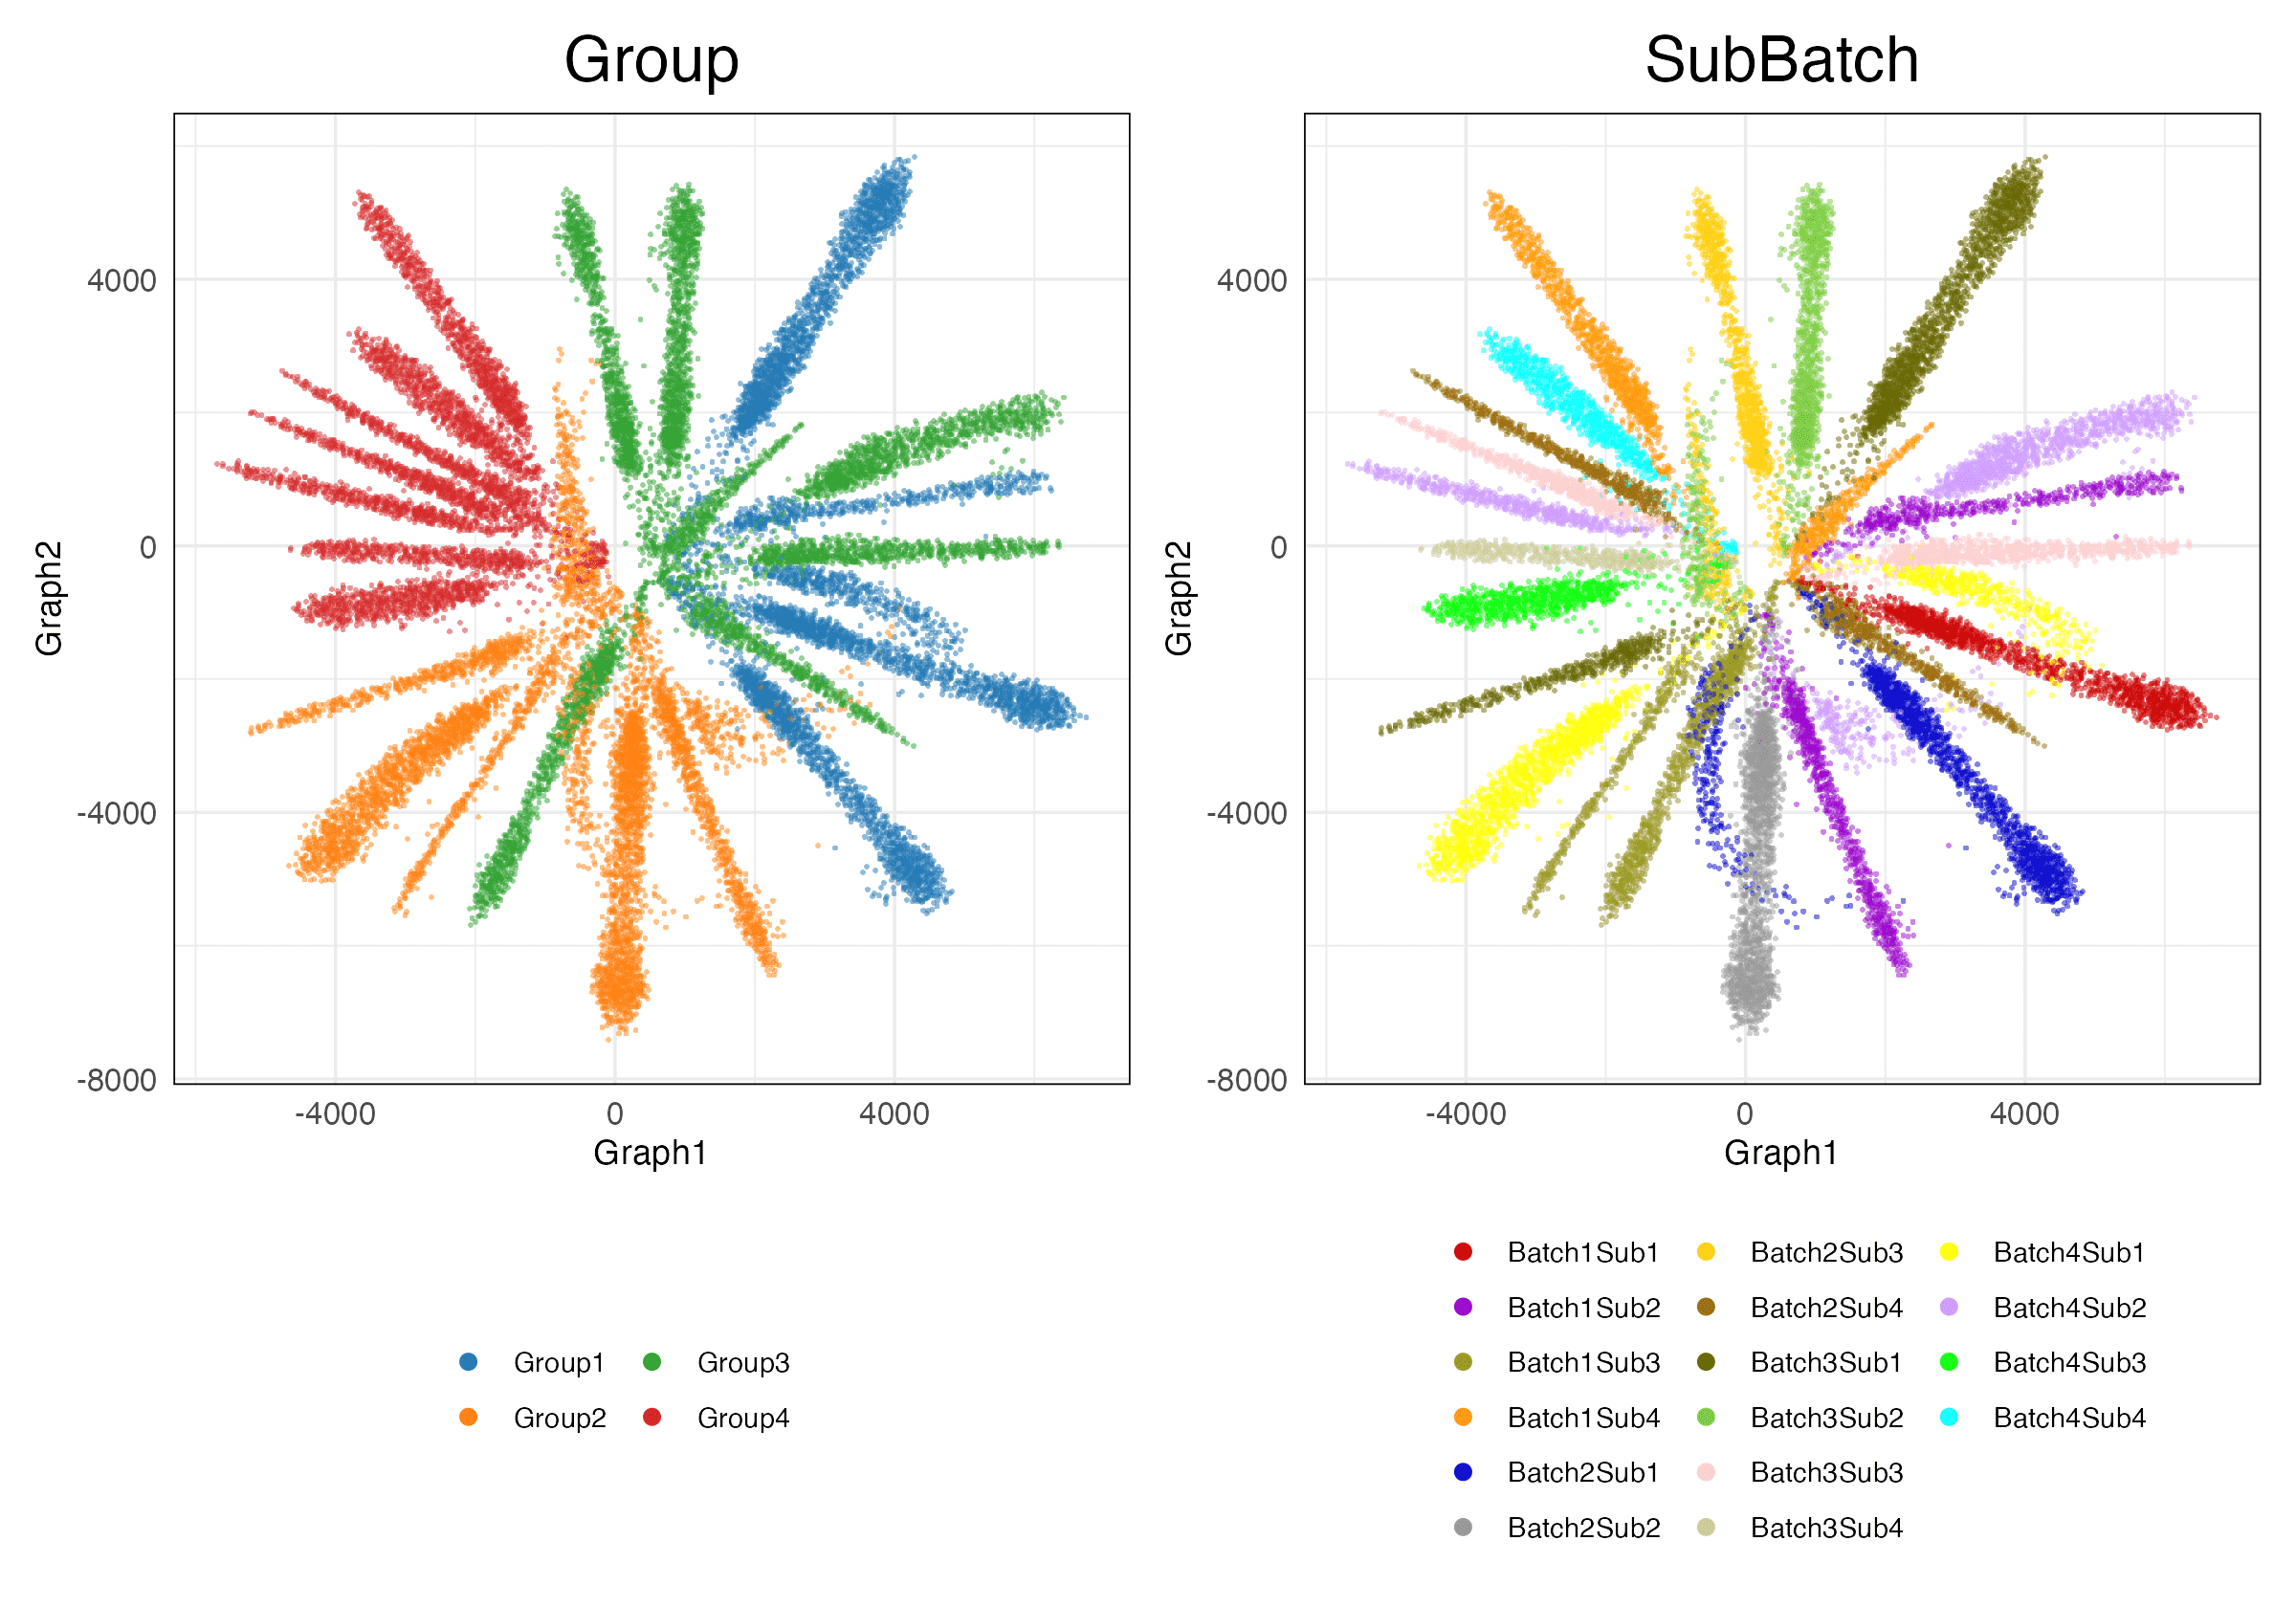 Group
SubBatch
Graph2
4000
0
-4000
-8000
-4000
0
4000
Graph1
Graph2
4000
0
-4000
-8000
-4000
0
4000
Graph1
Group1
Group3
Group2
Group4
Batch1Sub1
Batch2Sub3
Batch4Sub1
Batch1Sub2
Batch2Sub4
Batch4Sub2
Batch1Sub3
Batch3Sub1
Batch4Sub3
Batch1Sub4
Batch3Sub2
Batch4Sub4
Batch2Sub1
Batch3Sub3
Batch2Sub2
Batch3Sub4